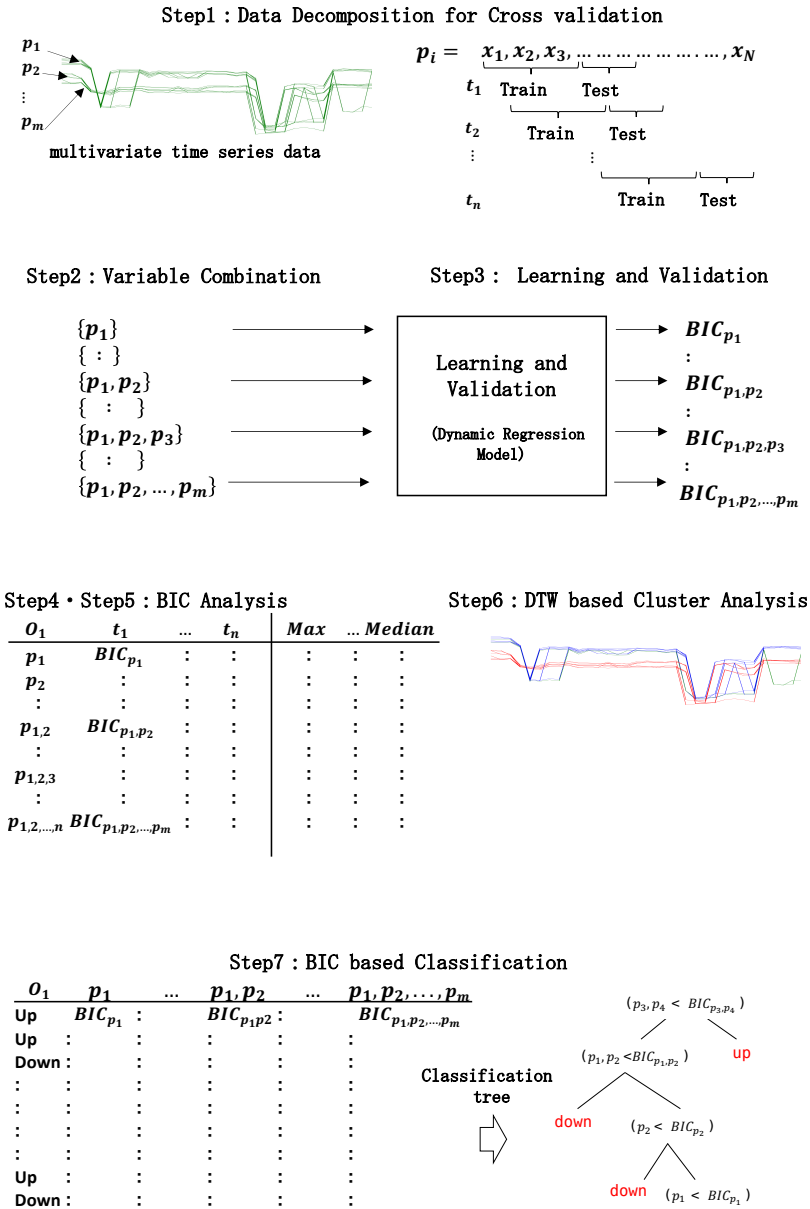 Step1：Data Decomposition for Cross validation
p1
p2
⋮
pm
multivariate time series data
pi = x1, x2, x3, … … … … … … . …, xN
t1 Train Test
t2 Train Test
⋮ ⋮
tn Train Test
Step2：Variable Combination
Step3： Learning and Validation
{p1}
{ : }
{p1, p2}
{ : }
{p1, p2, p3}
{ : }
{p1, p2, …, pm}
Learning and
Validation
(Dynamic Regression
Model)
BICp1
:
BICp1,p2
:
BICp1,p2,p3
:
BICp1,p2,…,pm
Step4・Step5：BIC Analysis
O1 t1 … tn Max … Median
p1 BICp1 : : : : :
p2 : : : : : :
: : : : : : :
p1,2 BICp1,p2 : : : : :
: : : : : : :
p1,2,3 : : : : : :
: : : : : : :
p1,2,…,n BICp1,p2,…,pm : : : : :
Step6：DTW based Cluster Analysis
Step7：BIC based Classification
O1 p1 … p1, p2 … p1, p2, . . . , pm
Up BICp1 : BICp1p2 : BICp1,p2,…,pm
Up : : : : : :
Down : : : : : :
: : : : : : :
: : : : : : :
: : : : : : :
: : : : : : :
Up : : : : : :
Down : : : : : :
Classification
tree
(p3, p4 < BICp3,p4)
(p1, p2 <BICp1,p2)
up
down
(p2 < BICp2)
down
(p1 < BICp1)